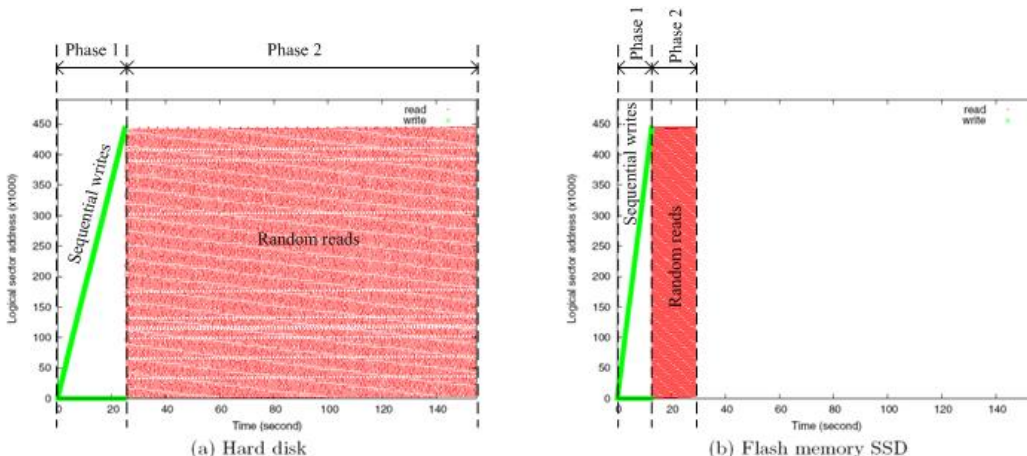 Phase 1
Phase 2
read
write
Sequential writes
Random reads
Logical sector address (x1000)
450
400
350
300
250
200
150
100
50
0
0 20 40 60 80 100 120 140
Time (second)
(a) Hard disk
Phase 1
Phase 2
read
write
Sequential writes
Random reads
Logical sector address (x1000)
450
400
350
300
250
200
150
100
50
0
0 20 40 60 80 100 120 140
Time (second)
(b) Flash memory SSD